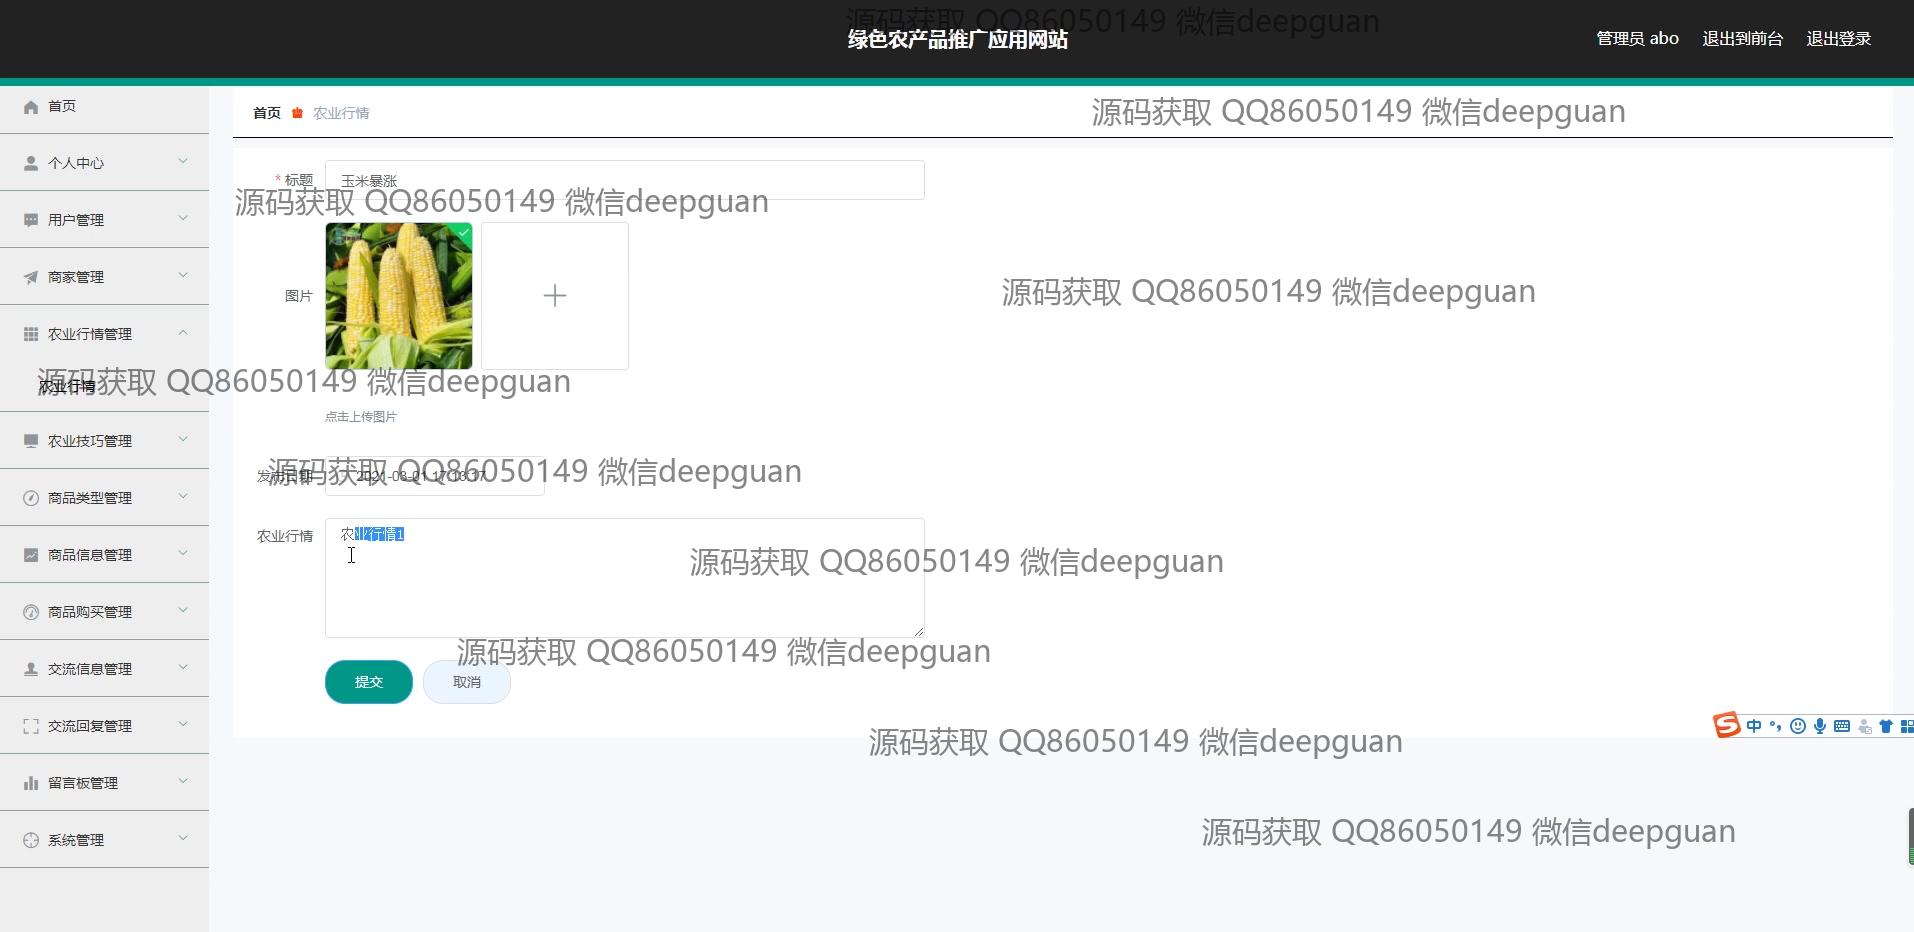 源码获取 QQ86050149 微信deepguan
绿色农产品推广应用网站
管理员 abo 退出到前台 退出登录
首页
首页 农业行情
源码获取 QQ86050149 微信deepguan
个人中心
* 标题 玉米暴涨
源码获取 QQ86050149 微信deepguan
用户管理
商家管理
图片
源码获取 QQ86050149 微信deepguan
农业行情管理
农业行情
源码获取 QQ86050149 微信deepguan
点击上传图片
农业技巧管理
发布日期 2021-03-01 17:13:17
源码获取 QQ86050149 微信deepguan
商品类型管理
农业行情 农业行情1
商品信息管理
源码获取 QQ86050149 微信deepguan
商品购买管理
源码获取 QQ86050149 微信deepguan
交流信息管理
提交 取消
交流回复管理
中
源码获取 QQ86050149 微信deepguan
留言板管理
系统管理
源码获取 QQ86050149 微信deepguan